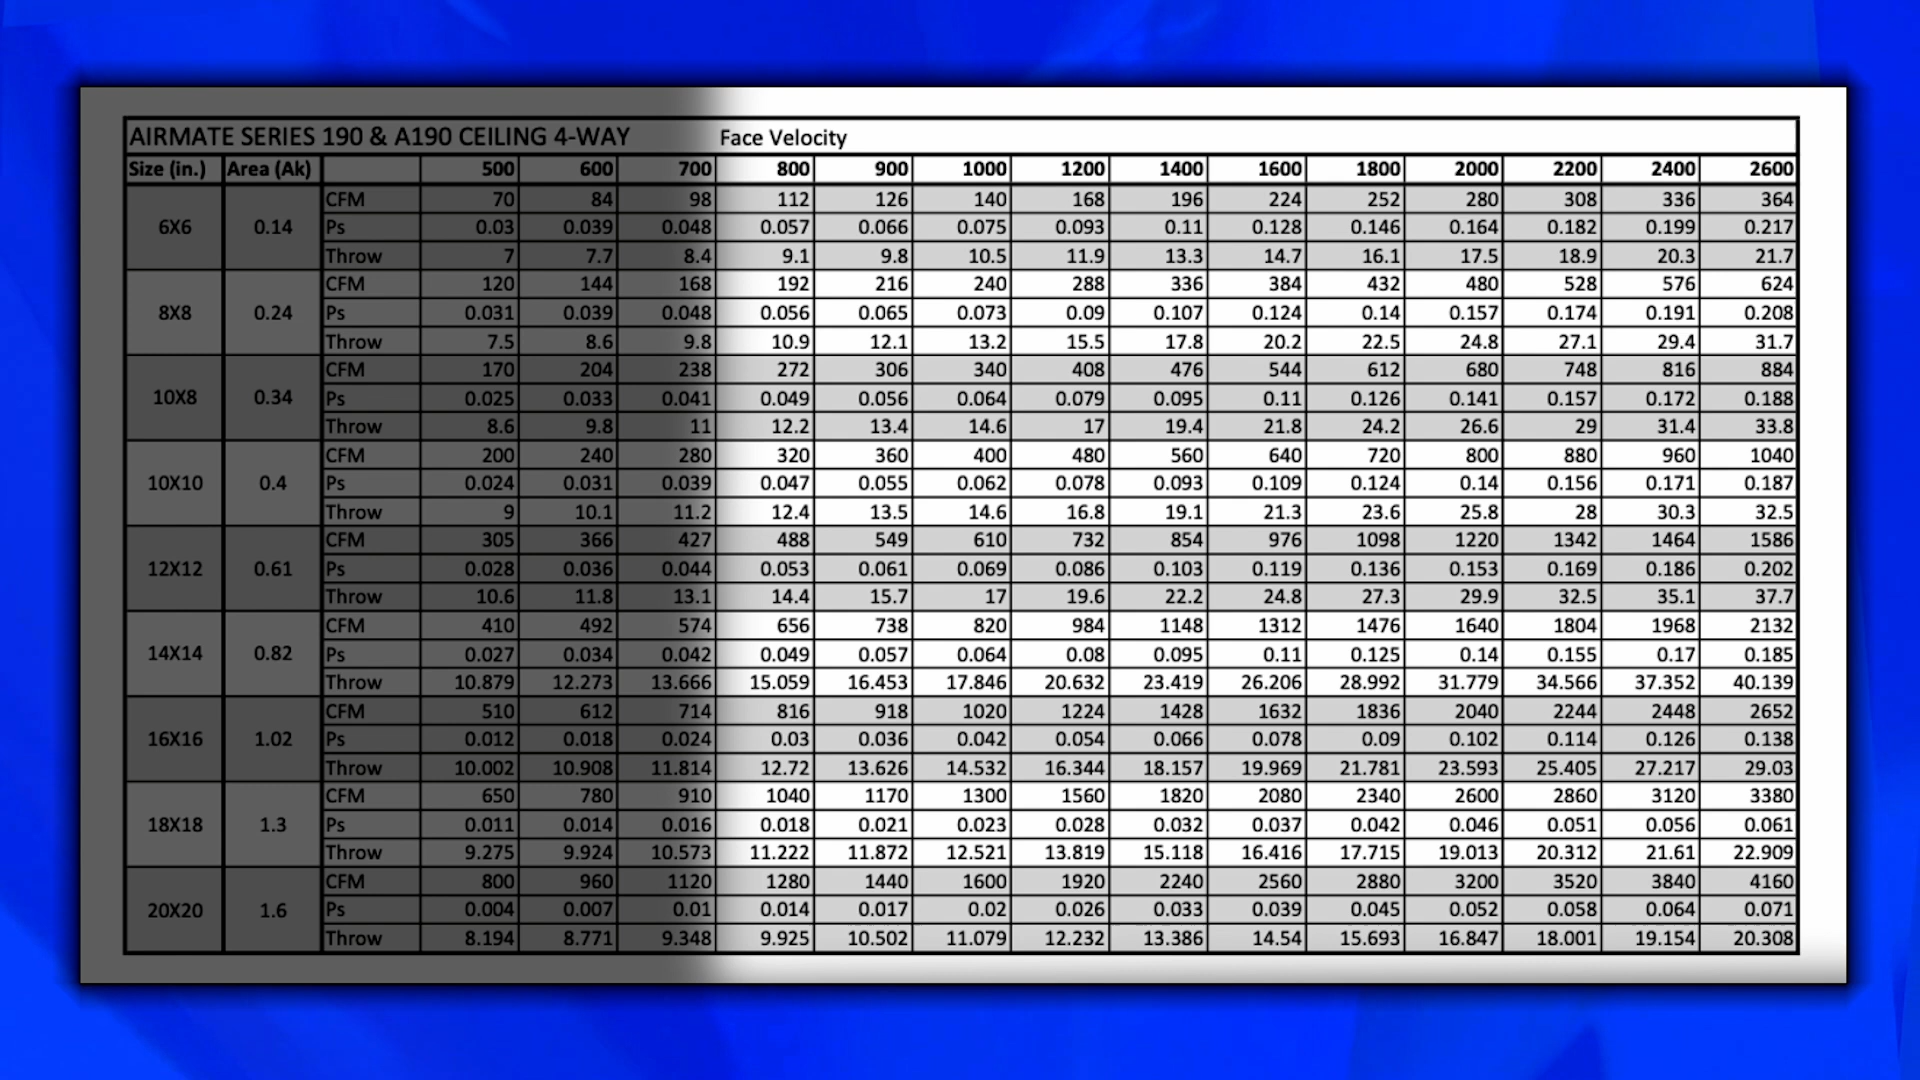 AIRMATE SERIES 190 & A190 CEILING 4-WAY Face Velocity
Size (in.) Area (Ak) 500 600 700 800 900 1000 1200 1400 1600 1800 2000 2200 2400 2600
CFM 70 84 98 112 126 140 168 196 224 252 280 308 336 364
6X6 0.14 Ps 0.03 0.039 0.048 0.057 0.066 0.075 0.093 0.11 0.128 0.146 0.164 0.182 0.199 0.217
Throw 7 7.7 8.4 9.1 9.8 10.5 11.9 13.3 14.7 16.1 17.5 18.9 20.3 21.7
CFM 120 144 168 192 216 240 288 336 384 432 480 528 576 624
8X8 0.24 Ps 0.031 0.039 0.048 0.056 0.065 0.073 0.09 0.107 0.124 0.14 0.157 0.174 0.191 0.208
Throw 7.5 8.6 9.8 10.9 12.1 13.2 15.5 17.8 20.2 22.5 24.8 27.1 29.4 31.7
CFM 170 204 238 272 306 340 408 476 544 612 680 748 816 884
10X8 0.34 Ps 0.025 0.033 0.041 0.049 0.056 0.064 0.079 0.095 0.11 0.126 0.141 0.157 0.172 0.188
Throw 8.6 9.8 11 12.2 13.4 14.6 17 19.4 21.8 24.2 26.6 29 31.4 33.8
CFM 200 240 280 320 360 400 480 560 640 720 800 880 960 1040
10X10 0.4 Ps 0.024 0.031 0.039 0.047 0.055 0.062 0.078 0.093 0.109 0.124 0.14 0.156 0.171 0.187
Throw 9 10.1 11.2 12.4 13.5 14.6 16.8 19.1 21.3 23.6 25.8 28 30.3 32.5
CFM 305 366 427 488 549 610 732 854 976 1098 1220 1342 1464 1586
12X12 0.61 Ps 0.028 0.036 0.044 0.053 0.061 0.069 0.086 0.103 0.119 0.136 0.153 0.169 0.186 0.202
Throw 10.6 11.8 13.1 14.4 15.7 17 19.6 22.2 24.8 27.3 29.9 32.5 35.1 37.7
CFM 410 492 574 656 738 820 984 1148 1312 1476 1640 1804 1968 2132
14X14 0.82 Ps 0.027 0.034 0.042 0.049 0.057 0.064 0.08 0.095 0.11 0.125 0.14 0.155 0.17 0.185
Throw 10.879 12.273 13.666 15.059 16.453 17.846 20.632 23.419 26.206 28.992 31.779 34.566 37.352 40.139
CFM 510 612 714 816 918 1020 1224 1428 1632 1836 2040 2244 2448 2652
16X16 1.02 Ps 0.012 0.018 0.024 0.03 0.036 0.042 0.054 0.066 0.078 0.09 0.102 0.114 0.126 0.138
Throw 10.002 10.908 11.814 12.72 13.626 14.532 16.344 18.157 19.969 21.781 23.593 25.405 27.217 29.03
CFM 650 780 910 1040 1170 1300 1560 1820 2080 2340 2600 2860 3120 3380
18X18 1.3 Ps 0.011 0.014 0.016 0.018 0.021 0.023 0.028 0.032 0.037 0.042 0.046 0.051 0.056 0.061
Throw 9.275 9.924 10.573 11.222 11.872 12.521 13.819 15.118 16.416 17.715 19.013 20.312 21.61 22.909
CFM 800 960 1120 1280 1440 1600 1920 2240 2560 2880 3200 3520 3840 4160
20X20 1.6 Ps 0.004 0.007 0.01 0.014 0.017 0.02 0.026 0.033 0.039 0.045 0.052 0.058 0.064 0.071
Throw 8.194 8.771 9.348 9.925 10.502 11.079 12.232 13.386 14.54 15.693 16.847 18.001 19.154 20.308